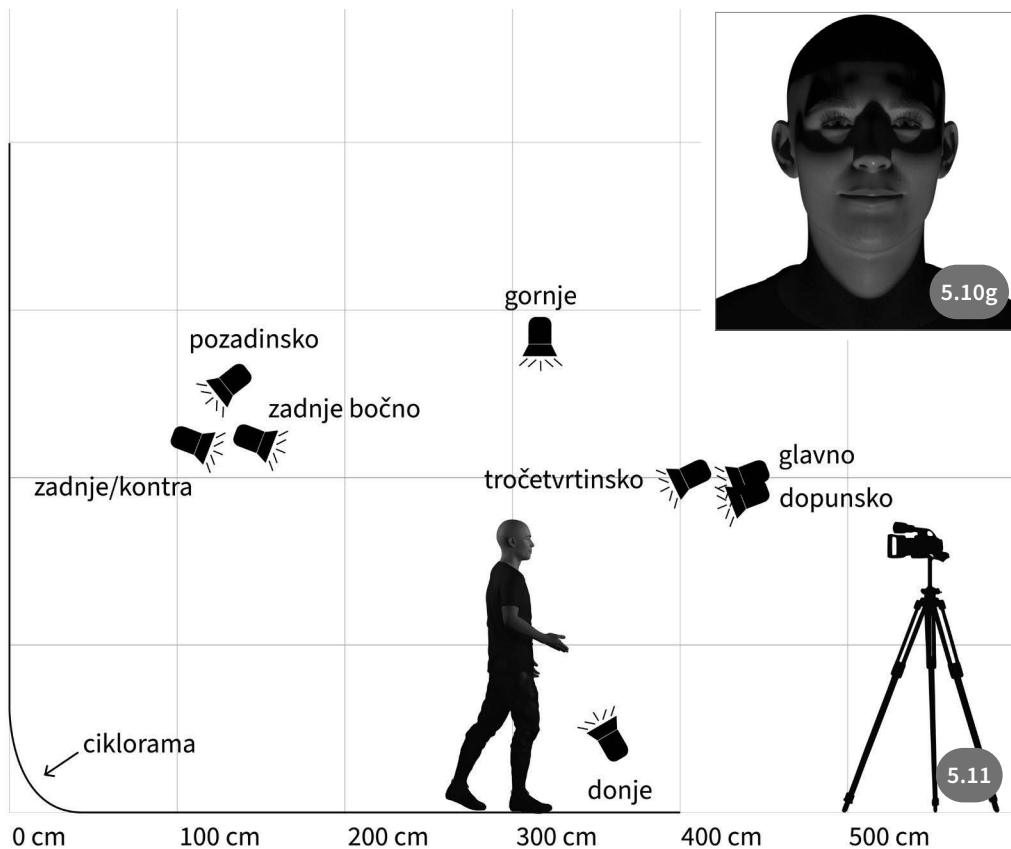 5.10g
gornje
pozadinsko
zadnje bočno
zadnje/kontra
tročetvrtinsko
glavno
dopunsko
ciklorama
donje
5.11
0 cm
100 cm
200 cm
300 cm
400 cm
500 cm